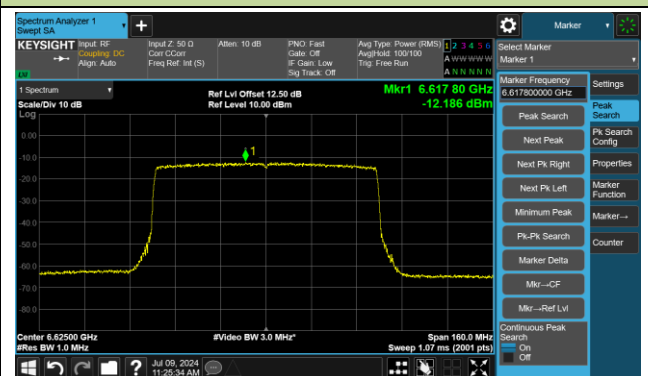 Spectrum Analyzer 1
Swept SA
+
Marker
KEYSIGHT Input: RF Input Z: 50 Ω Atten: 10 dB PNO: Fast Avg Type: Power (RMS) 1 2 3 4 5 6
Coupling: DC Corr CCorr Gate: Off Avg|Hold: 100/100 A W W W W W
Align: Auto Freq Ref: Int (S) IF Gain: Low Trig: Free Run
Sig Track: Off A N N N N N
Select Marker
Marker 1
1 Spectrum
Scale/Div 10 dB
Log
Ref Lvl Offset 12.50 dB
Ref Level 10.00 dBm
Mkr1 6.617 80 GHz
-12.186 dBm
0.00
-10.0
-20.0
-30.0
-40.0
-50.0
-60.0
-70.0
-80.0
1
Center 6.62500 GHz
#Res BW 1.0 MHz
#Video BW 3.0 MHz*
Span 160.0 MHz
Sweep 1.07 ms (2001 pts)
Marker Frequency
6.617800000 GHz
Peak Search
Next Peak
Next Pk Right
Next Pk Left
Minimum Peak
Pk-Pk Search
Marker Delta
Mkr→CF
Mkr→Ref Lvl
Continuous Peak
Search
On
Off
Settings
Peak
Search
Pk Search
Config
Properties
Marker
Function
Marker→
Counter
?
Jul 09, 2024
11:25:34 AM